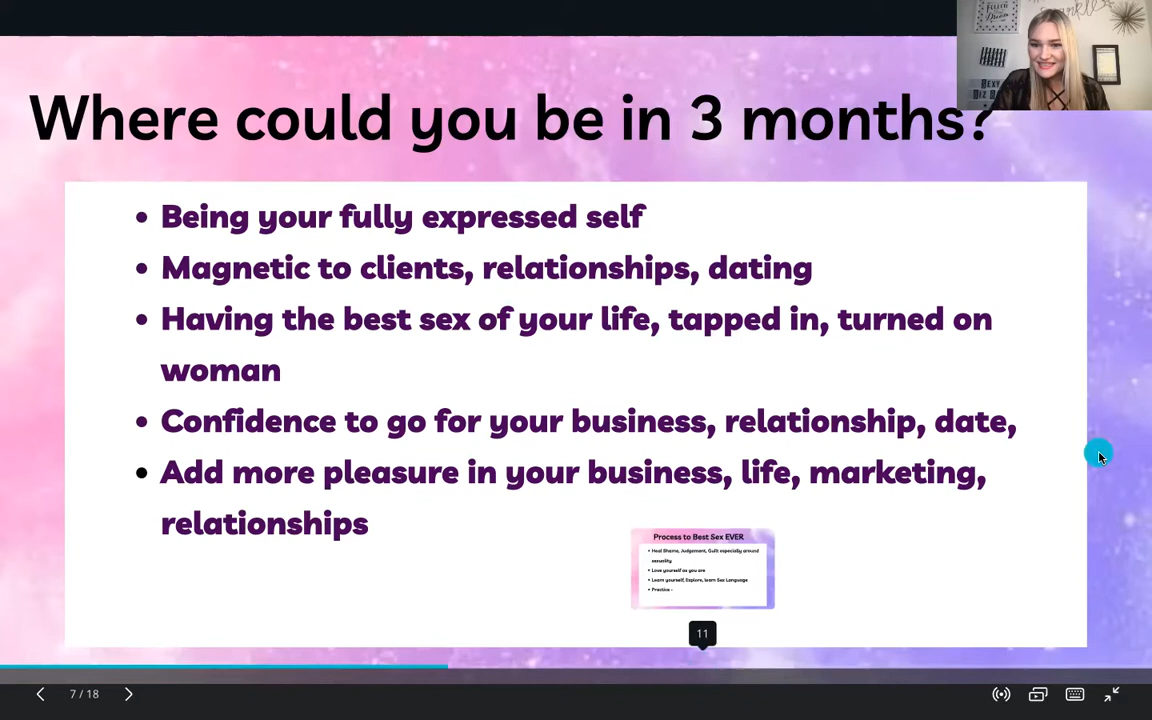 Where could you be in 3 months?
Being your fully expressed self
Magnetic to clients, relationships, dating
Having the best sex of your life, tapped in, turned on
woman
Confidence to go for your business, relationship, date,
Add more pleasure in your business, life, marketing,
relationships
Process to Best Sex EVER
Heal Shame, Judgement, Guilt especially around
sexuality
Love yourself as you are
Learn yourself, Explore, learn Sex Language
Practice -
11
7 / 18